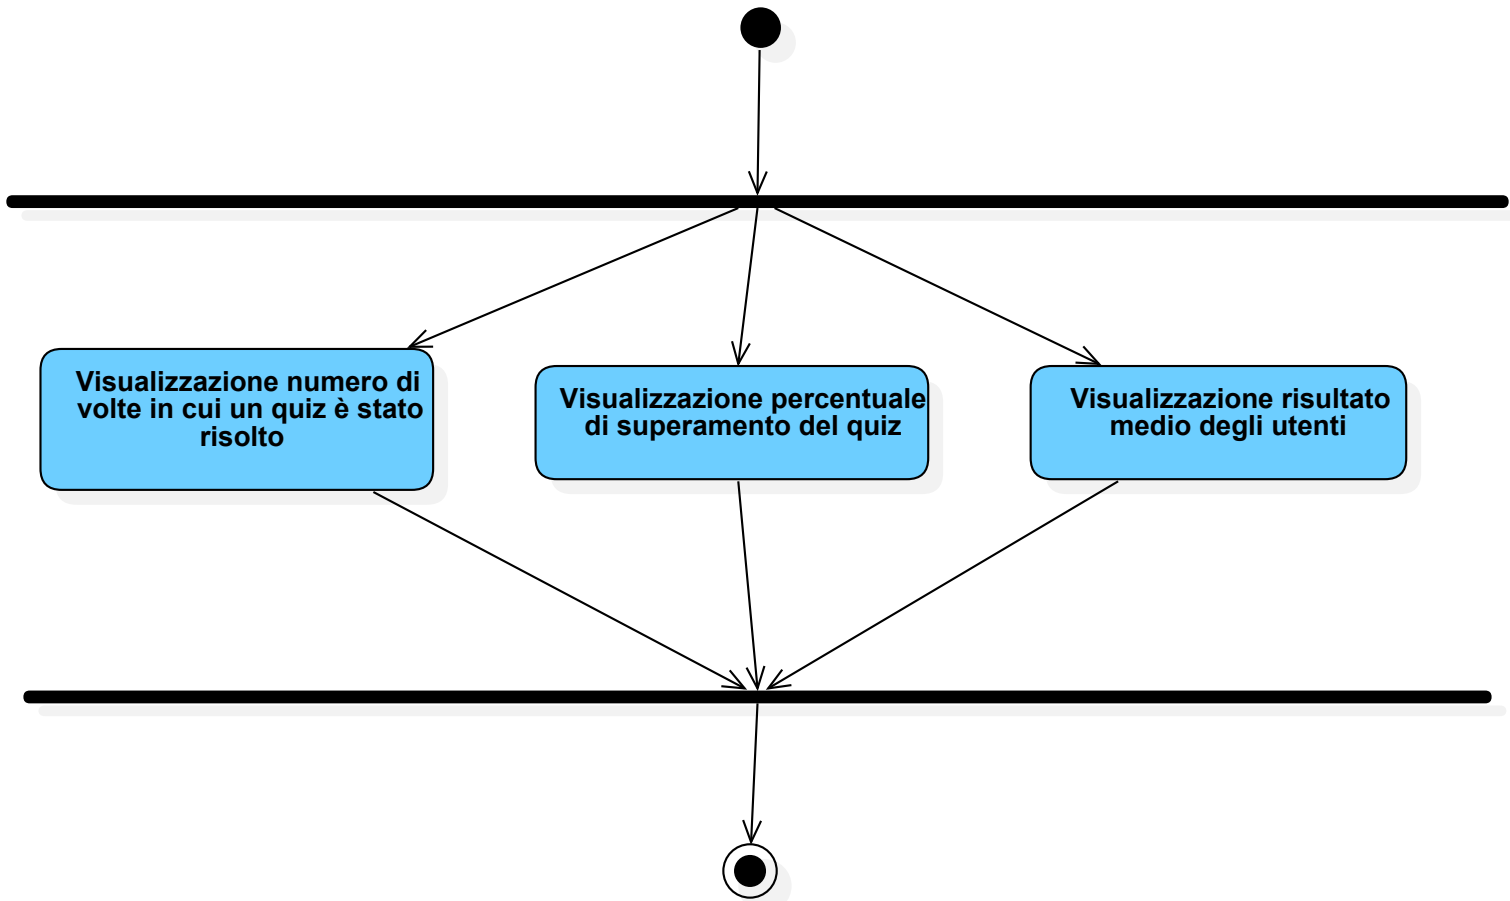 Visualizzazione numero di
volte in cui un quiz è stato
risolto
Visualizzazione percentuale
di superamento del quiz
Visualizzazione risultato
medio degli utenti